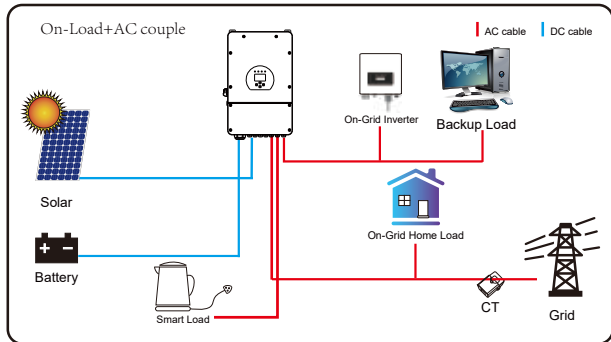 On-Load+AC couple
AC cable
DC cable
On-Grid Inverter
Backup Load
Solar
On-Grid Home Load
Battery
Smart Load
CT
Grid